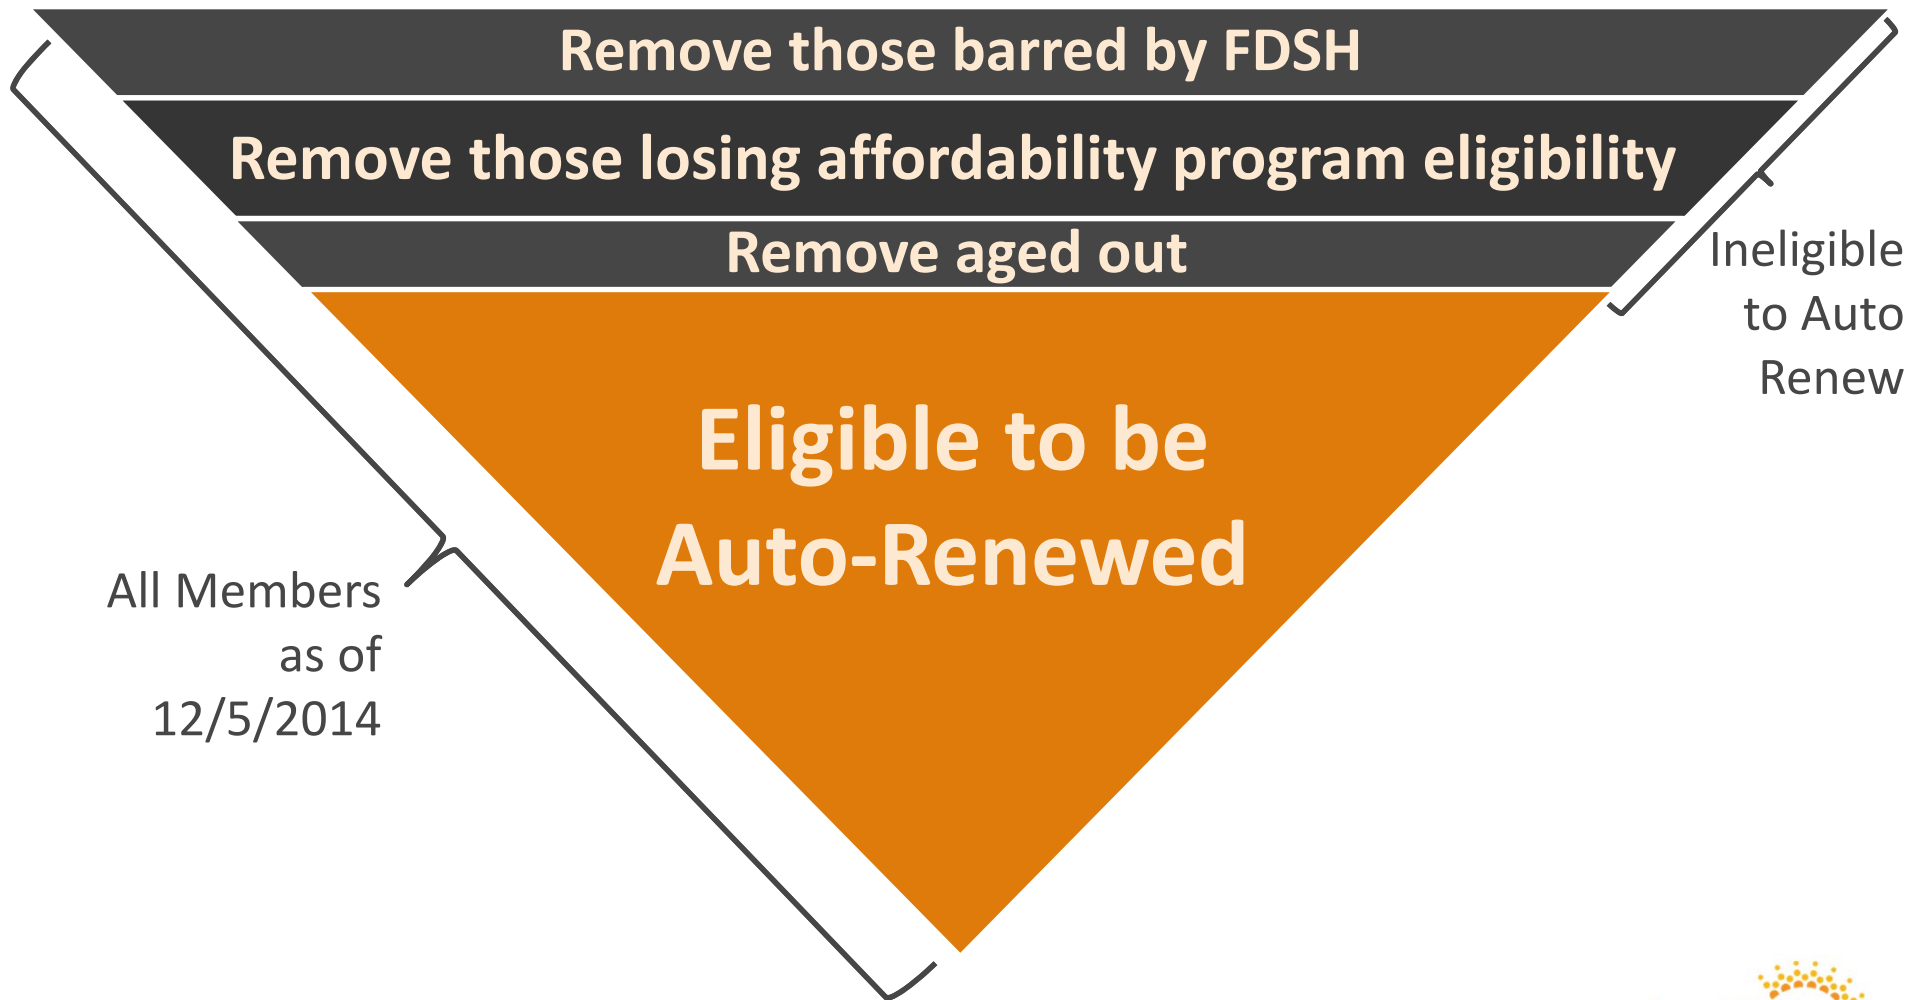 Remove those barred by FDSH
Remove those losing affordability program eligibility
Remove aged out
Ineligible
to Auto
Renew
Eligible to be
Auto-Renewed
All Members
as of
12/5/2014